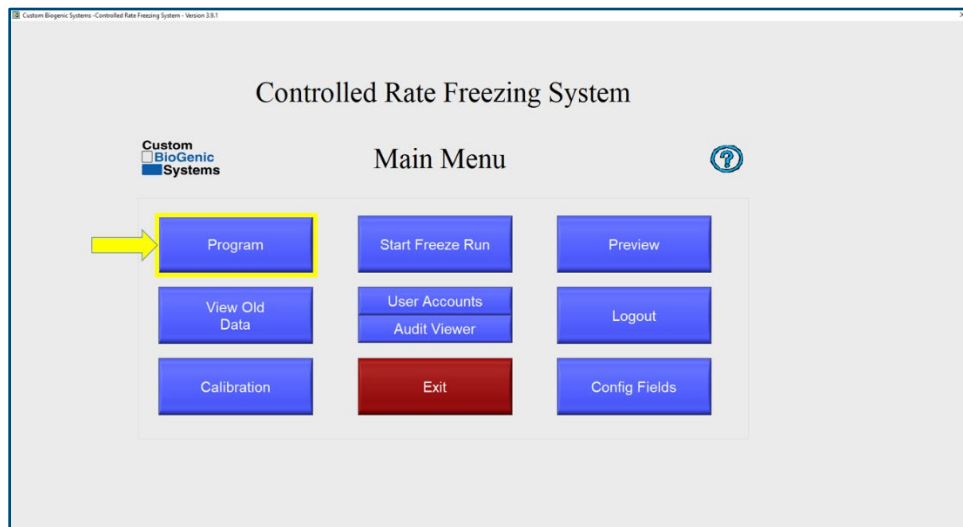 Custom Biogenic Systems -Controlled Rate Freezing System - Version 3.9.1
Controlled Rate Freezing System
Custom
BioGenic
Systems
Main Menu
?
Program
Start Freeze Run
Preview
View Old
Data
User Accounts
Audit Viewer
Logout
Calibration
Exit
Config Fields